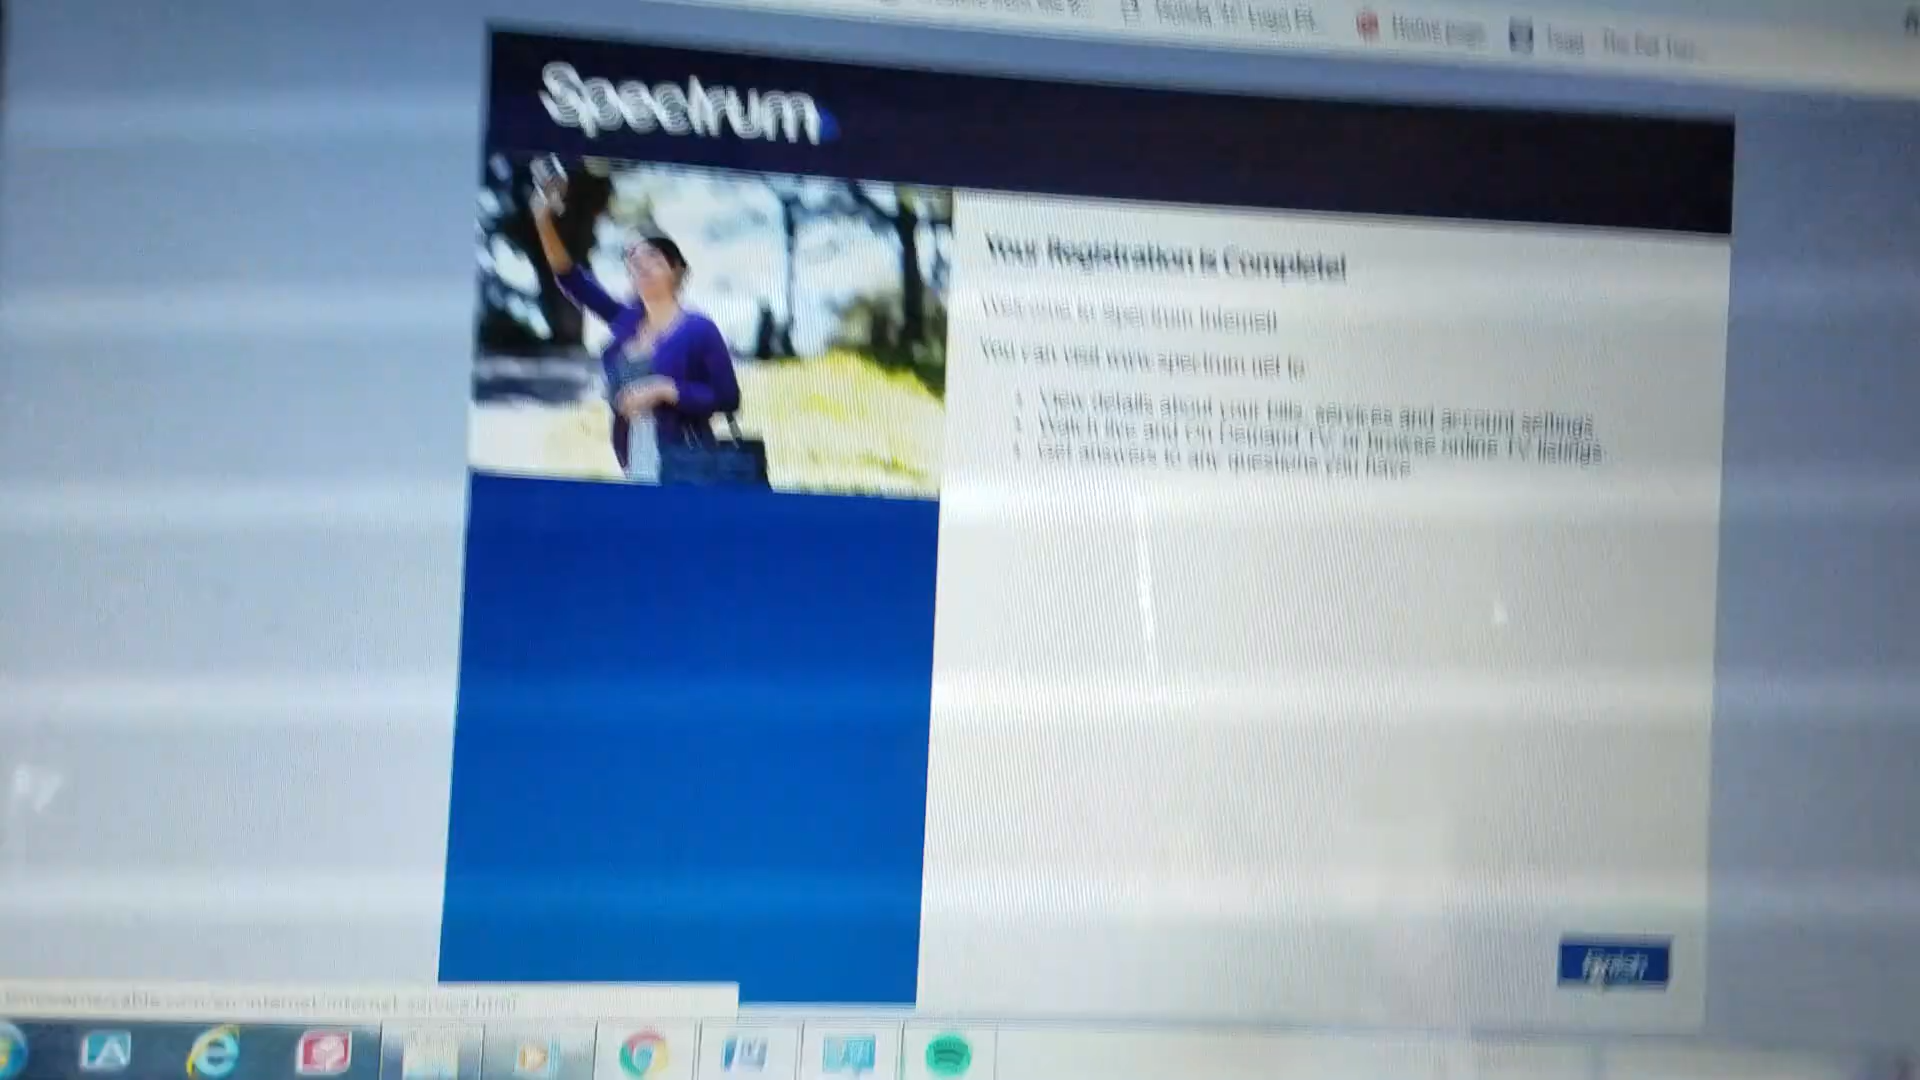 Home page
Spectrum
Your Registration is Complete!
Welcome to Spectrum Internet!
You can visit www.spectrum.net to
View details about your bills, services and account settings.
Watch live and On Demand TV, or browse online TV listings.
Get answers to any questions you have
Finish